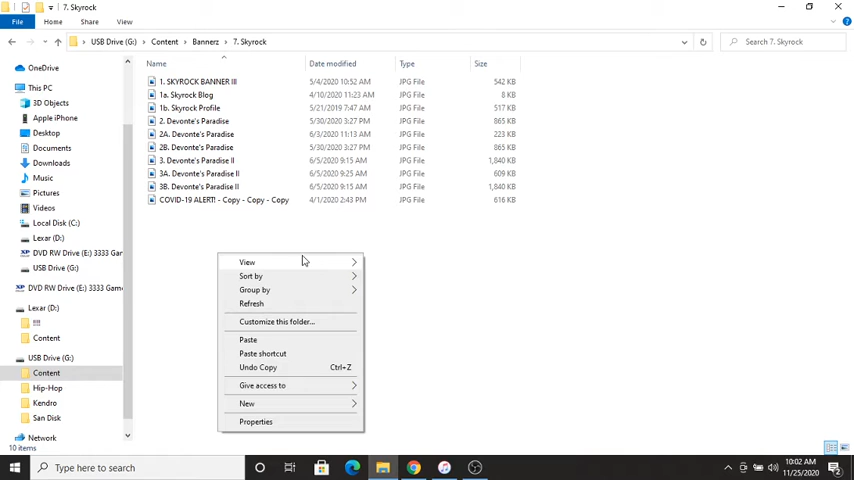 7. Skyrock
File Home Share View
USB Drive (G:) Content Bannerz 7. Skyrock Search 7. Skyrock
Name Date modified Type Size
OneDrive
This PC
3D Objects
Apple iPhone
Desktop
Documents
Downloads
Music
Pictures
Videos
Local Disk (C:)
Lexar (D:)
DVD RW Drive (E:) 3333 Gam
USB Drive (G:)
DVD RW Drive (E:) 3333 Gam
Lexar (D:)
!!!
Content
USB Drive (G:)
Content
Hip-Hop
Kendro
San Disk
Network
1. SKYROCK BANNER III 5/4/2020 10:52 AM JPG File 542 KB
1a. Skyrock Blog 4/10/2020 11:23 AM JPG File 8 KB
1b. Skyrock Profile 5/21/2019 7:47 AM JPG File 615 KB
2. Devonte's Paradise 5/30/2020 3:27 PM JPG File 865 KB
2A. Devonte's Paradise 6/3/2020 11:13 AM JPG File 223 KB
2B. Devonte's Paradise 5/30/2020 3:27 PM JPG File 865 KB
3. Devonte's Paradise II 6/5/2020 9:15 AM JPG File 1,840 KB
3A. Devonte's Paradise II 6/5/2020 9:25 AM JPG File 609 KB
3B. Devonte's Paradise II 6/5/2020 9:15 AM JPG File 1,840 KB
COVID-19 ALERT! - Copy - Copy - Copy 4/1/2020 2:43 PM JPG File 616 KB
View
Sort by
Group by
Refresh
Customize this folder...
Paste
Paste shortcut
Undo Copy Ctrl+Z
Give access to
New
Properties
10 items
Type here to search
10:02 AM
11/25/2020
2